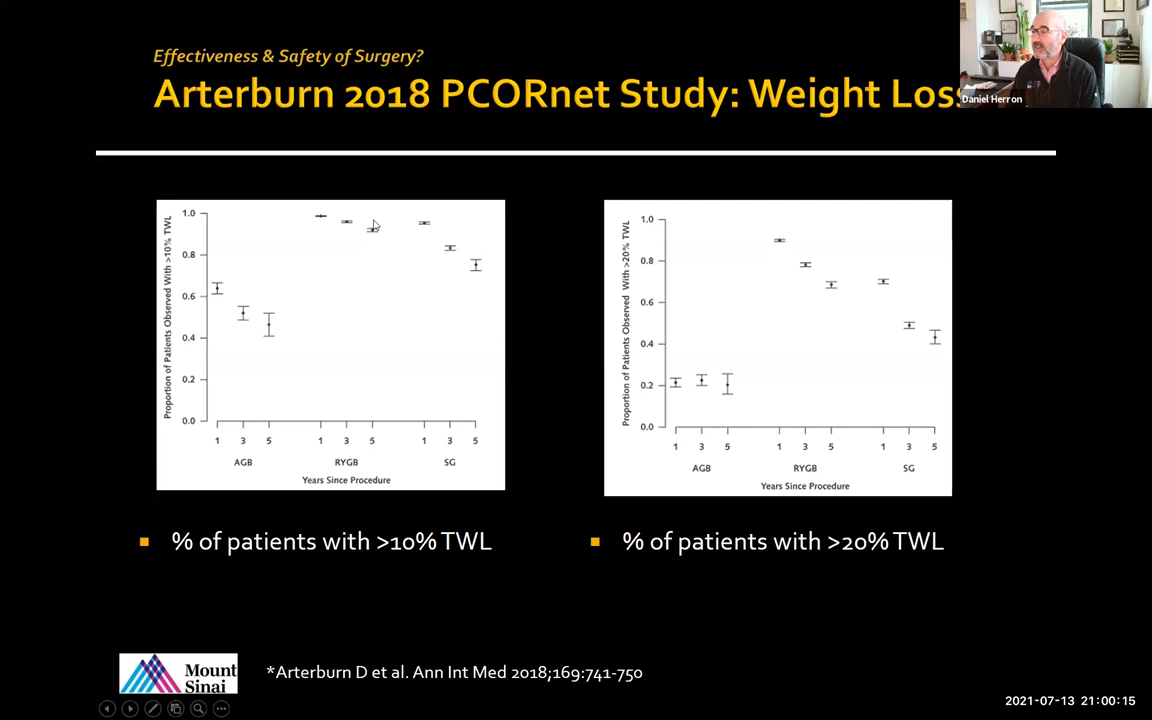 Effectiveness & Safety of Surgery?
Arterburn 2018 PCORnet Study: Weight Loss
Daniel Herron
Proportion of Patients Observed With >10% TWL
1.0
0.8
0.6
0.4
0.2
0.0
1 3 5 1 3 5 1 3 5
AGB RYGB SG
Years Since Procedure
Proportion of Patients Observed With >20% TWL
1.0
0.8
0.6
0.4
0.2
0.0
1 3 5 1 3 5 1 3 5
AGB RYGB SG
Years Since Procedure
% of patients with >10% TWL
% of patients with >20% TWL
Mount
Sinai
*Arterburn D et al. Ann Int Med 2018;169:741-750
2021-07-13 21:00:15